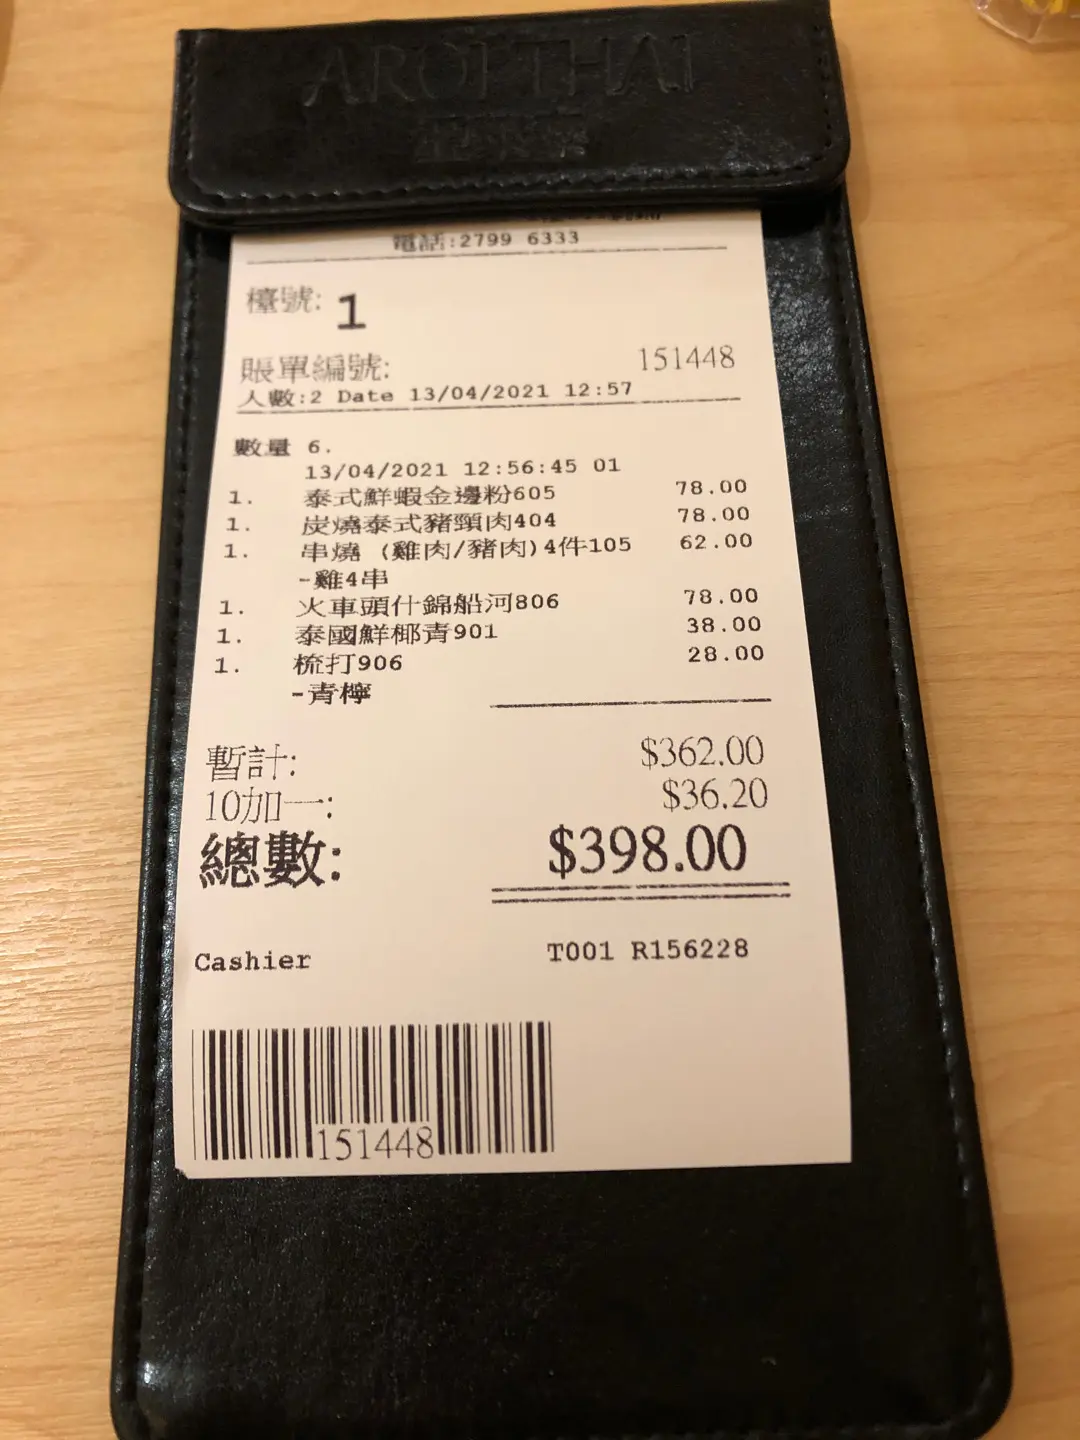 AROI THAI
電話:2799 6333
檯號: 1
賬單編號: 151448
人數:2 Date 13/04/2021 12:57
數量 6.
13/04/2021 12:56:45 01
1. 泰式鮮蝦金邊粉605 78.00
1. 炭燒泰式豬頸肉404 78.00
1. 串燒 (雞肉/豬肉)4件105 62.00
-雞4串
1. 火車頭什錦船河806 78.00
1. 泰國鮮椰青901 38.00
1. 梳打906 28.00
-青檸
暫計: $362.00
10加一: $36.20
總數: $398.00
Cashier T001 R156228
151448